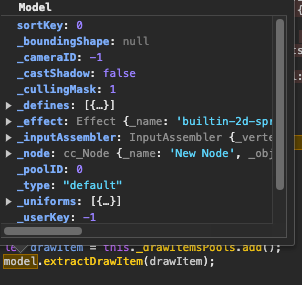 Model
sortKey: 0
_boundingShape: null
_cameraID: −1
_castShadow: false
_cullingMask: 1
_defines: [{…}]
_effect: Effect {_name: 'builtin-2d-spr
_inputAssembler: InputAssembler {_verte
_node: cc_Node {_name: 'New Node', _obj
_poolID: 0
_type: "default"
_uniforms: [{…}]
_userKey: −1
drawItem = this._drawItemsPools.add();
model.extractDrawItem(drawItem);